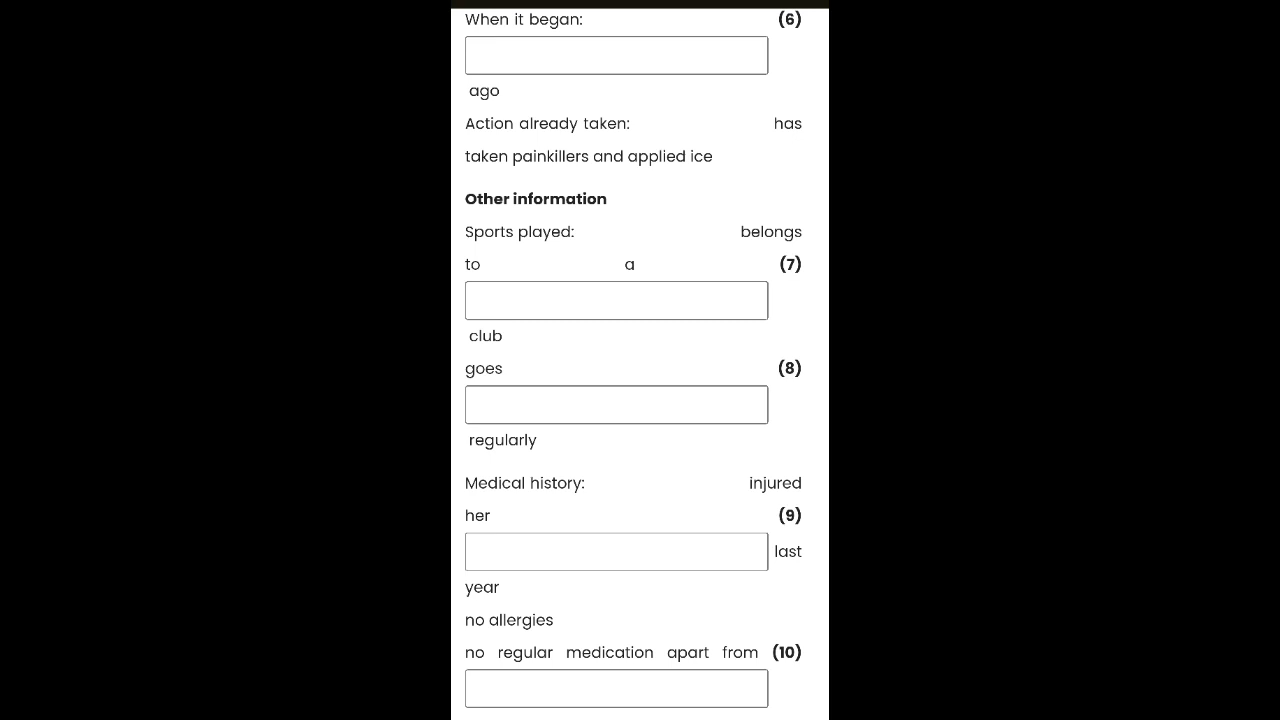 When it began: (6)
ago
Action already taken: has
taken painkillers and applied ice
Other information
Sports played: belongs
to a (7)
club
goes (8)
regularly
Medical history: injured
her (9)
last
year
no allergies
no regular medication apart from (10)